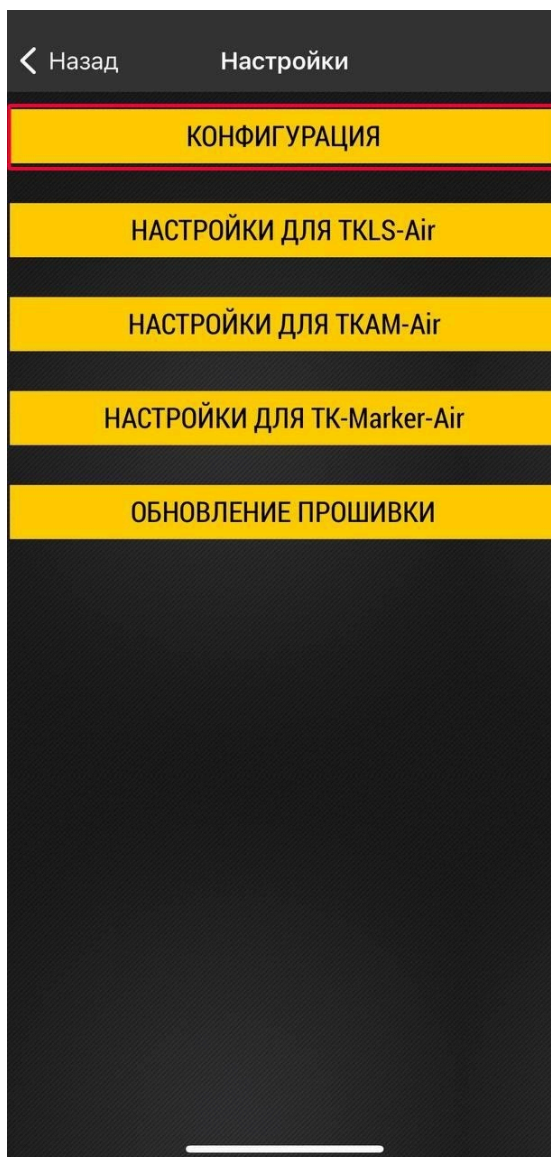 Назад
Настройки
КОНФИГУРАЦИЯ
НАСТРОЙКИ ДЛЯ TKLS-Air
НАСТРОЙКИ ДЛЯ TKAM-Air
НАСТРОЙКИ ДЛЯ TK-Marker-Air
ОБНОВЛЕНИЕ ПРОШИВКИ